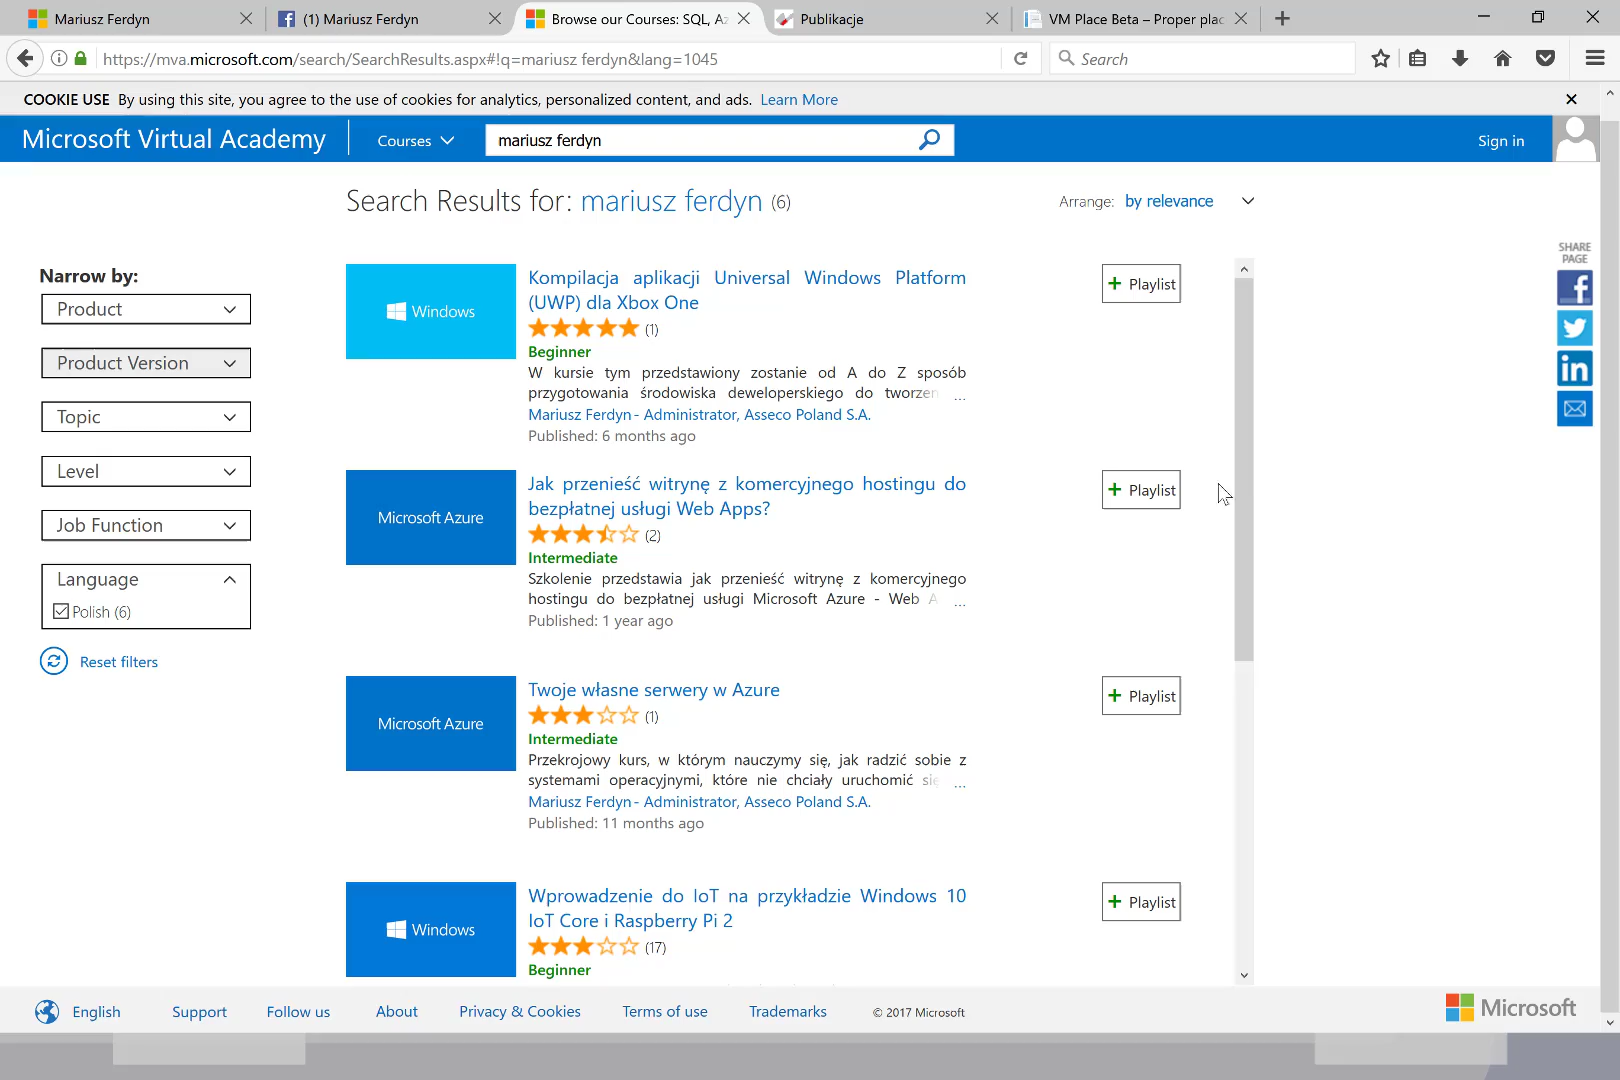 Mariusz Ferdyn
(1) Mariusz Ferdyn
Browse our Courses: SQL, Az
Publikacje
VM Place Beta – Proper plac
https://mva.microsoft.com/search/SearchResults.aspx#!q=mariusz ferdyn&lang=1045
Search
COOKIE USE By using this site, you agree to the use of cookies for analytics, personalized content, and ads. Learn More
Microsoft Virtual Academy
Courses
mariusz ferdyn
Sign in
Search Results for: mariusz ferdyn (6)
Arrange: by relevance
SHARE
PAGE
Narrow by:
Product
Product Version
Topic
Level
Job Function
Language
Polish (6)
Reset filters
Windows
Kompilacja aplikacji Universal Windows Platform
(UWP) dla Xbox One
(1)
Beginner
W kursie tym przedstawiony zostanie od A do Z sposób
przygotowania środowiska deweloperskiego do tworzen ...
Mariusz Ferdyn - Administrator, Asseco Poland S.A.
Published: 6 months ago
+ Playlist
Microsoft Azure
Jak przenieść witrynę z komercyjnego hostingu do
bezpłatnej usługi Web Apps?
(2)
Intermediate
Szkolenie przedstawia jak przenieść witrynę z komercyjnego
hostingu do bezpłatnej usługi Microsoft Azure - Web A ...
Published: 1 year ago
+ Playlist
Microsoft Azure
Twoje własne serwery w Azure
(1)
Intermediate
Przekrojowy kurs, w którym nauczymy się, jak radzić sobie z
systemami operacyjnymi, które nie chciały uruchomić się ...
Mariusz Ferdyn - Administrator, Asseco Poland S.A.
Published: 11 months ago
+ Playlist
Windows
Wprowadzenie do IoT na przykładzie Windows 10
IoT Core i Raspberry Pi 2
(17)
Beginner
+ Playlist
English
Support
Follow us
About
Privacy & Cookies
Terms of use
Trademarks
© 2017 Microsoft
Microsoft